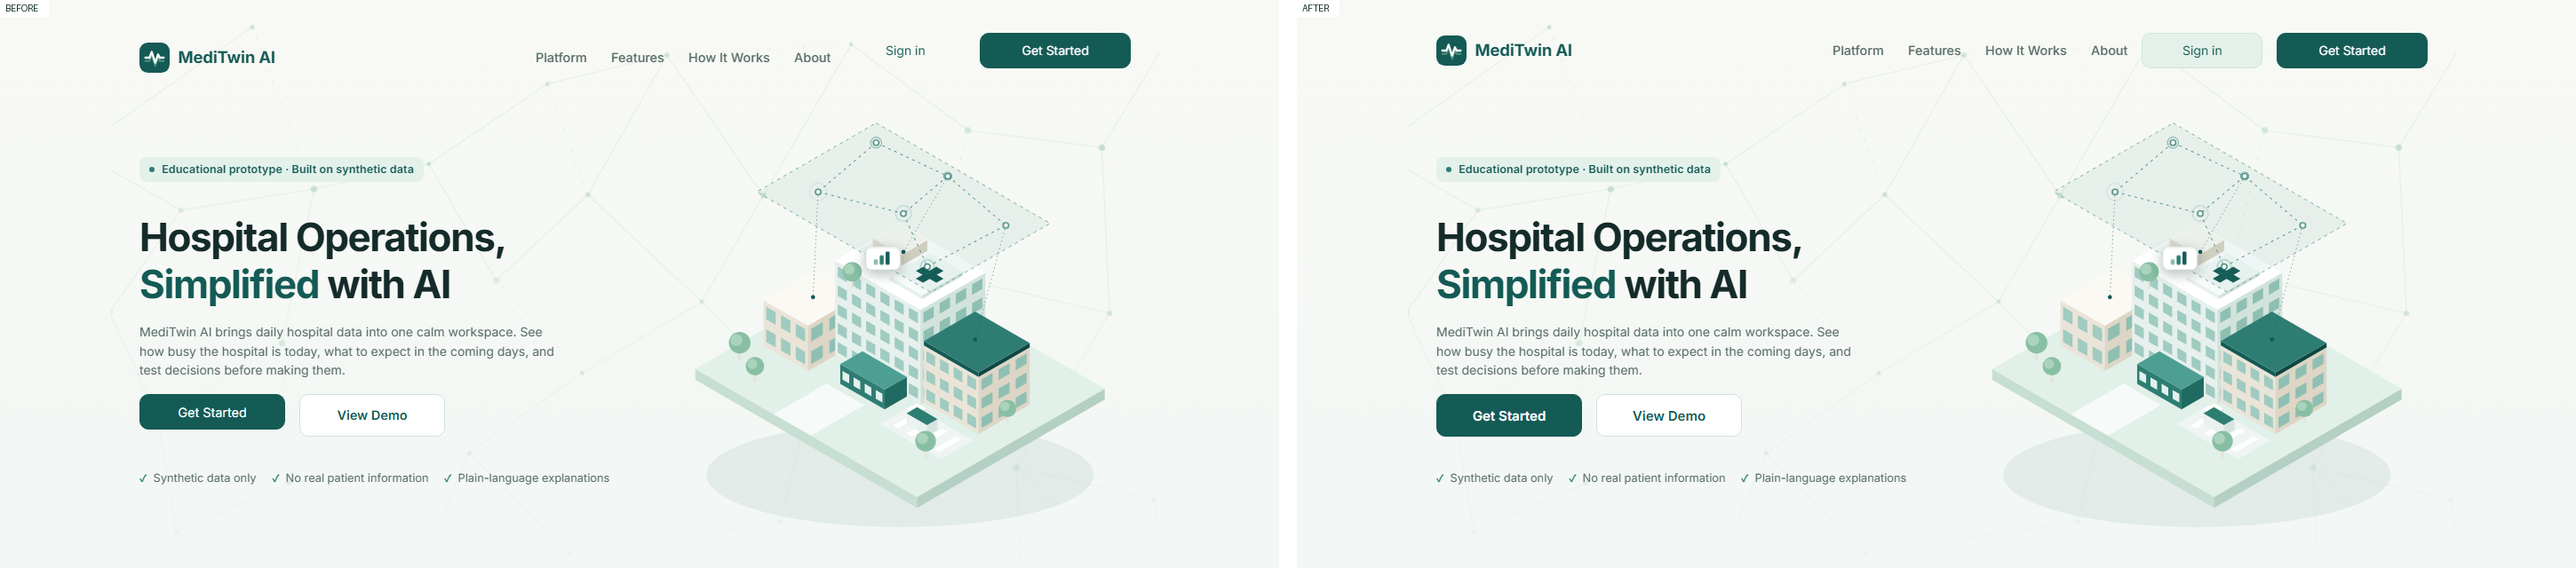 BEFORE
MediTwin AI
Platform Features How It Works About Sign in Get Started
Educational prototype · Built on synthetic data
Hospital Operations,
Simplified with AI
MediTwin AI brings daily hospital data into one calm workspace. See
how busy the hospital is today, what to expect in the coming days, and
test decisions before making them.
Get Started View Demo
✓ Synthetic data only ✓ No real patient information ✓ Plain-language explanations
AFTER
MediTwin AI
Platform Features How It Works About Sign in Get Started
Educational prototype · Built on synthetic data
Hospital Operations,
Simplified with AI
MediTwin AI brings daily hospital data into one calm workspace. See
how busy the hospital is today, what to expect in the coming days, and
test decisions before making them.
Get Started View Demo
✓ Synthetic data only ✓ No real patient information ✓ Plain-language explanations